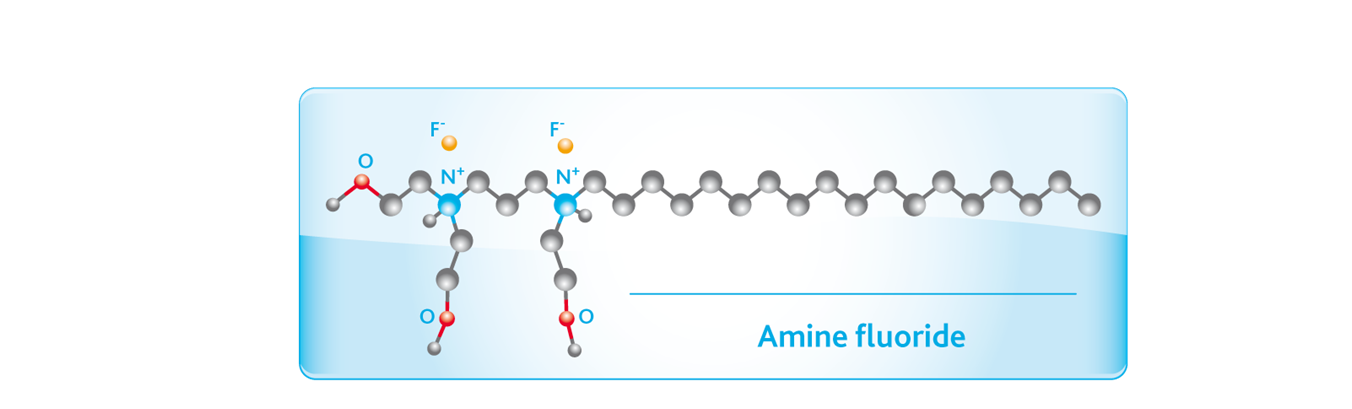 F- F-
O N+ N+
O O
Amine fluoride